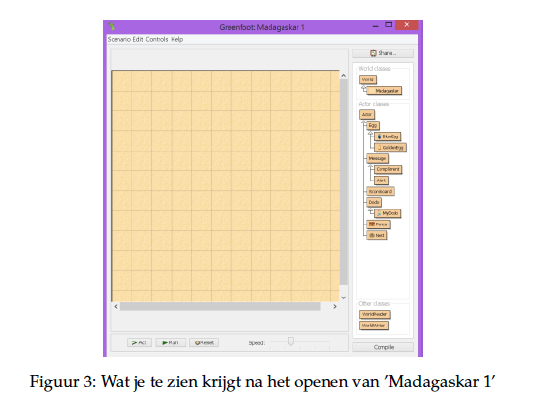 Greenfoot: Madagaskar 1
Scenario Edit Controls Help
Share...
World classes
World
Madagaskar
Actor classes
Actor
Egg
BlueEgg
GoldenEgg
Message
Compliment
Alert
Scoreboard
Dodo
MyDodo
Fence
Nest
Other classes
WorldReader
WorldWriter
Act Run Reset Speed:
Compile
Figuur 3: Wat je te zien krijgt na het openen van 'Madagaskar 1'